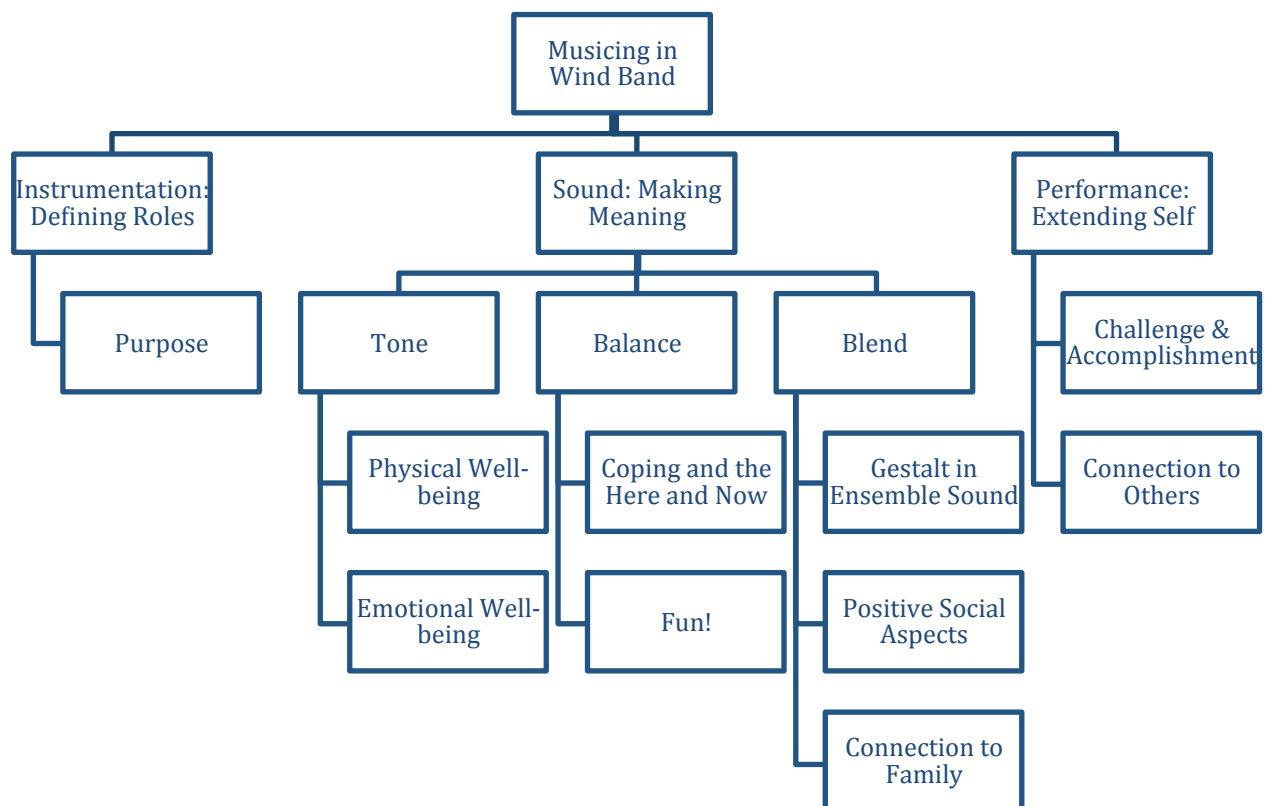 Musicing in
Wind Band
Instrumentation:
Defining Roles
Sound: Making
Meaning
Performance:
Extending Self
Purpose
Tone
Balance
Blend
Challenge &
Accomplishment
Physical Well-
being
Coping and the
Here and Now
Gestalt in
Ensemble Sound
Connection to
Others
Emotional Well-
being
Fun!
Positive Social
Aspects
Connection to
Family